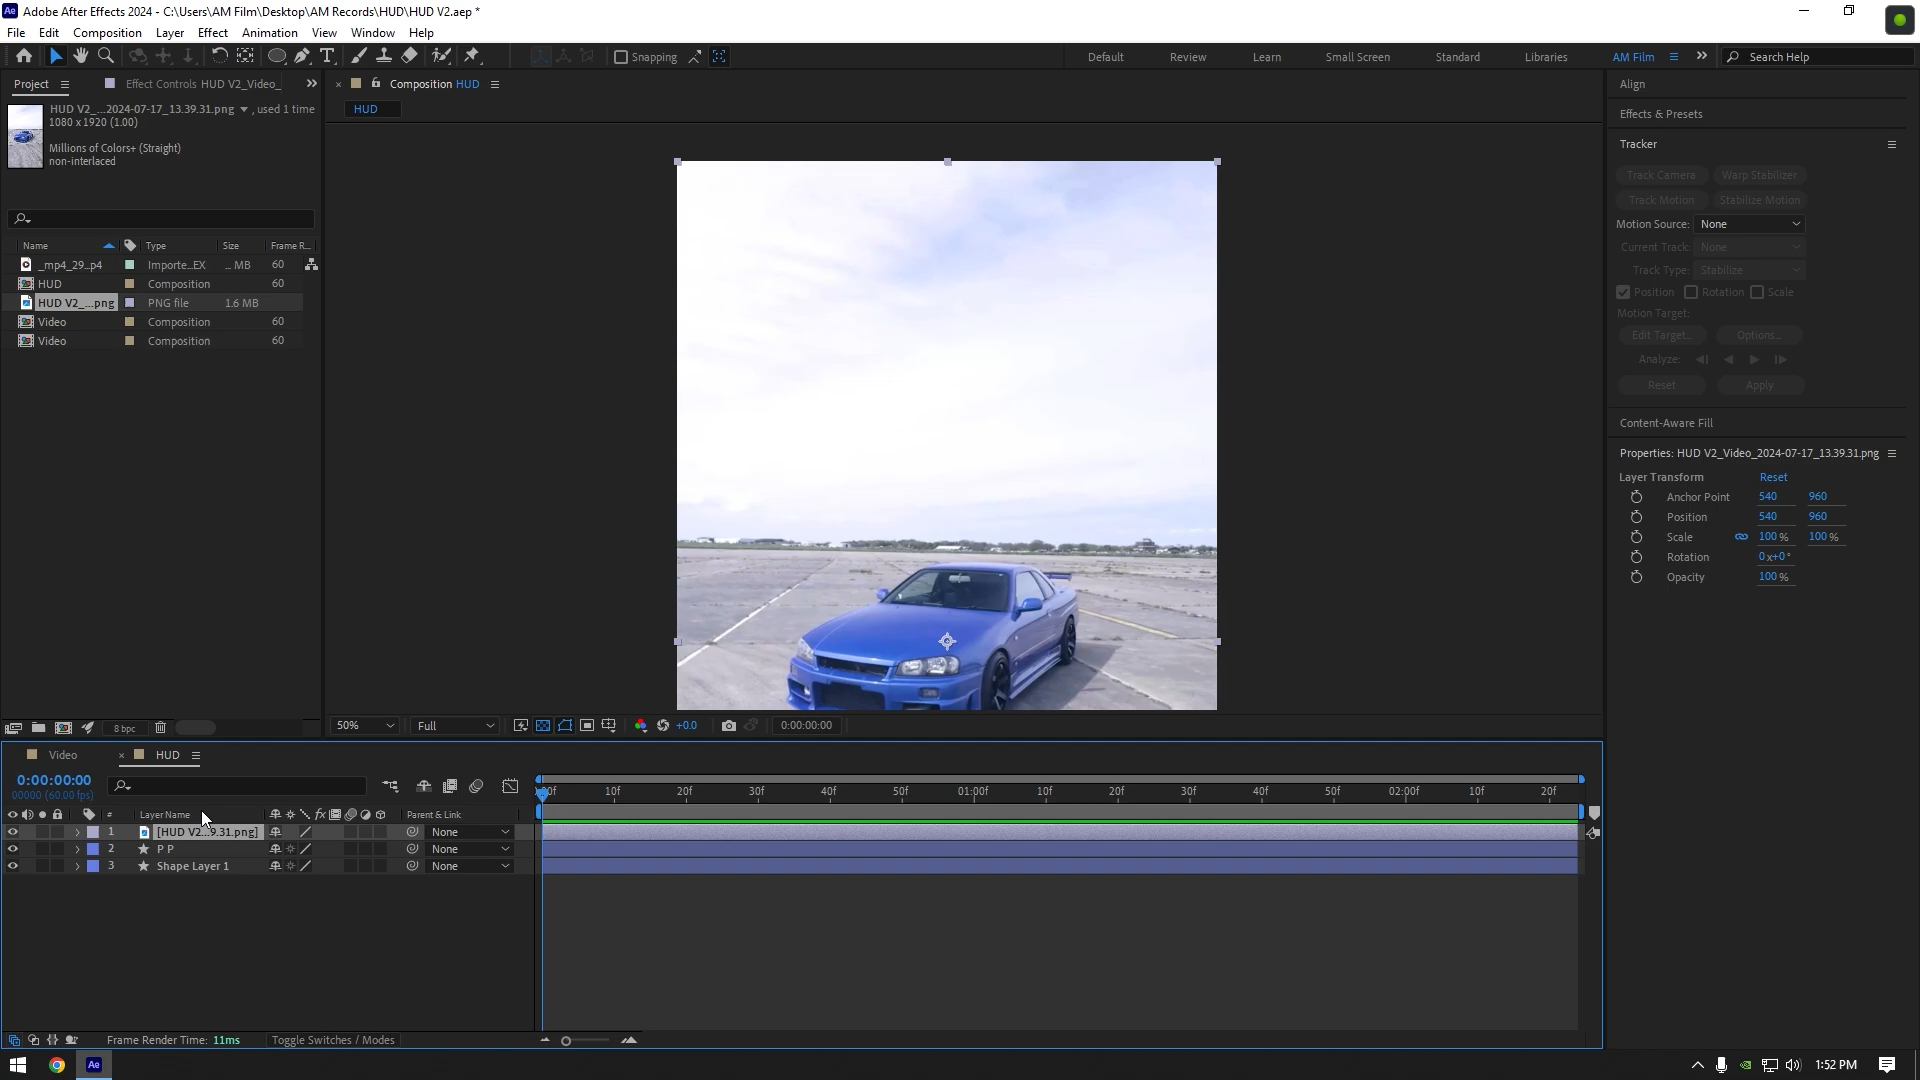 Adobe After Effects 2024 - C:\Users\AM Film\Desktop\AM Records\HUD\HUD V2.aep *
File Edit Composition Layer Effect Animation View Window Help
Snapping
Default Review Learn Small Screen Standard Libraries AM Film Search Help
Project Effect Controls HUD V2_Video_
HUD V2_...2024-07-17_13.39.31.png , used 1 time
1080 x 1920 (1.00)
Millions of Colors+ (Straight)
non-interlaced
Name Type Size Frame R...
_mp4_29...p4 Importe...EX ... MB 60
HUD Composition 60
HUD V2_....png PNG file 1.6 MB
Video Composition 60
Video Composition 60
8 bpc
Composition HUD
HUD
50% Full +0.0 0:00:00:00
Align
Effects & Presets
Tracker
Track Camera Warp Stabilizer
Track Motion Stabilize Motion
Motion Source: None
Current Track: None
Track Type: Stabilize
Position Rotation Scale
Motion Target:
Edit Target... Options...
Analyze:
Reset Apply
Content-Aware Fill
Properties: HUD V2_Video_2024-07-17_13.39.31.png
Layer Transform Reset
Anchor Point 540 960
Position 540 960
Scale 100 % 100 %
Rotation 0x+0°
Opacity 100 %
Video HUD
0:00:00:00
00000 (60.00 fps)
:00f 10f 20f 30f 40f 50f 01:00f 10f 20f 30f 40f 50f 02:00f 10f 20f
# Layer Name fx Parent & Link
1 [HUD V2...9.31.png] None
2 P P None
3 Shape Layer 1 None
Frame Render Time: 11ms Toggle Switches / Modes
Ae 1:52 PM